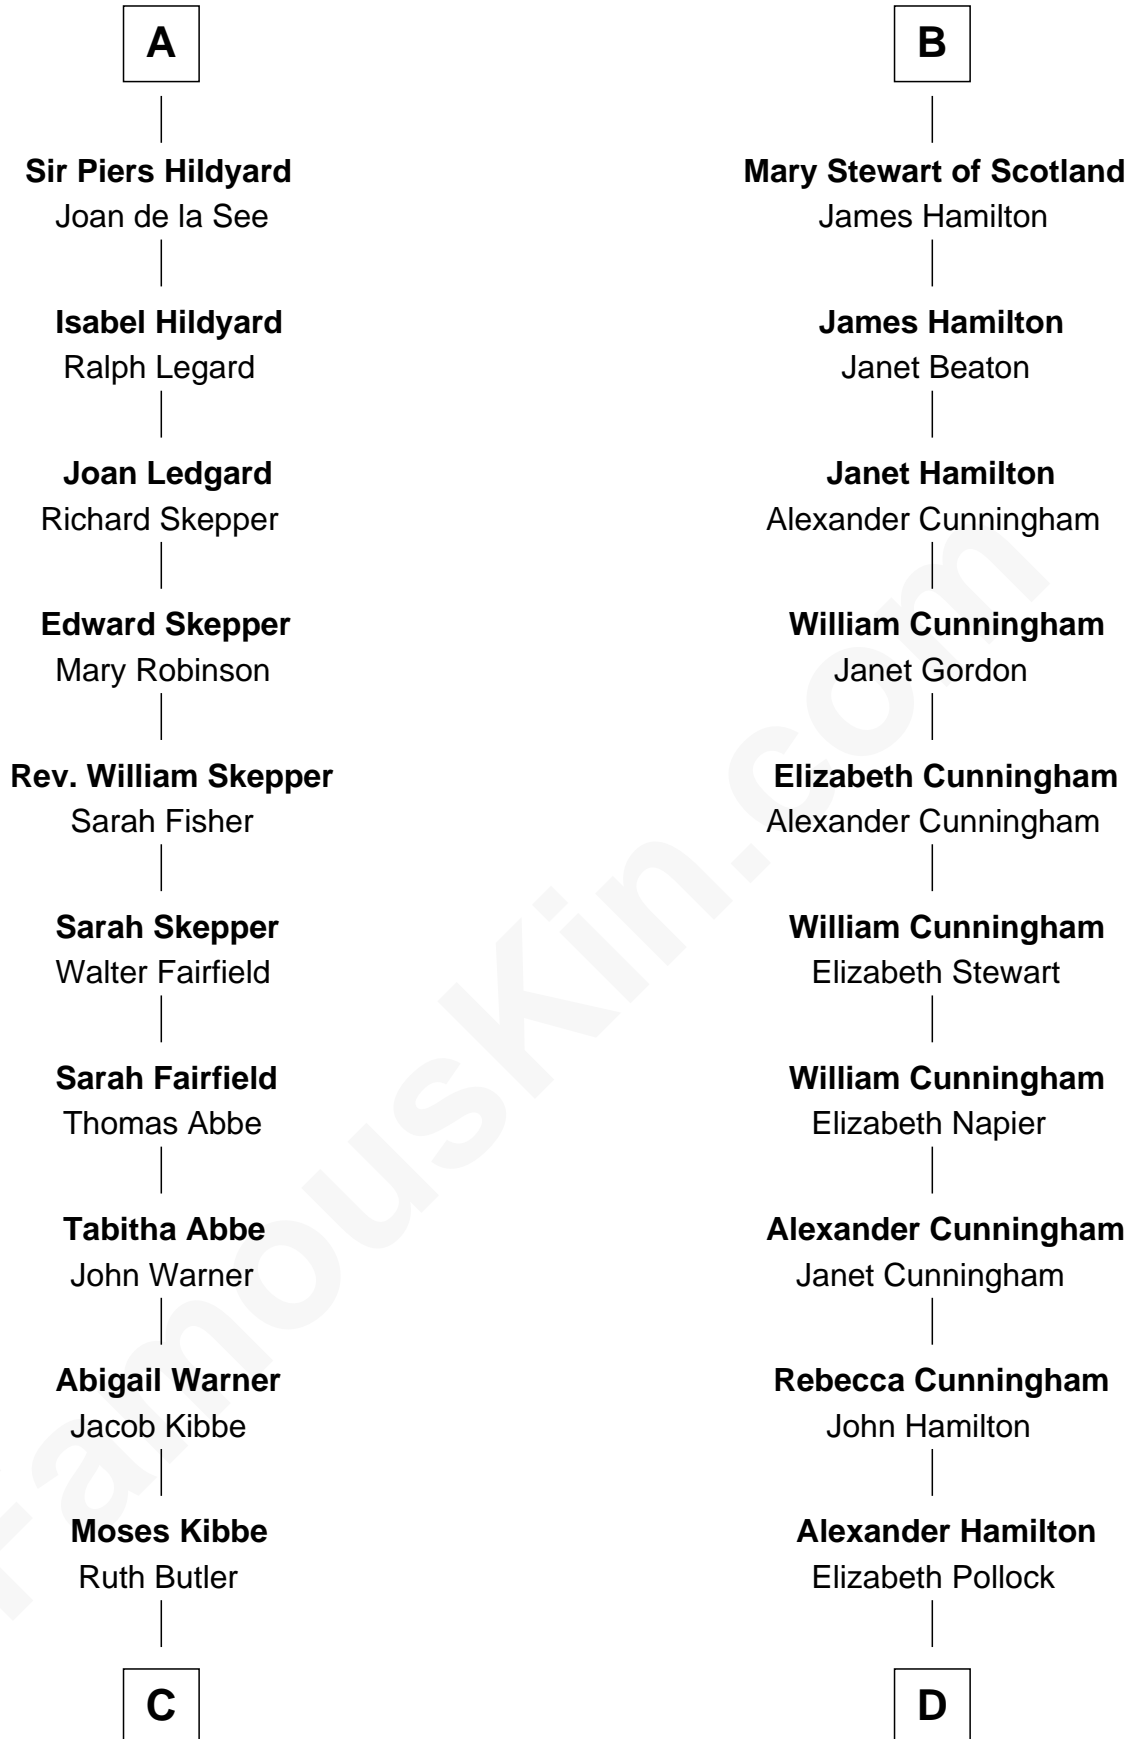 A
Sir Piers Hildyard
Joan de la See
Isabel Hildyard
Ralph Legard
Joan Ledgard
Richard Skepper
Edward Skepper
Mary Robinson
Rev. William Skepper
Sarah Fisher
Sarah Skepper
Walter Fairfield
Sarah Fairfield
Thomas Abbe
Tabitha Abbe
John Warner
Abigail Warner
Jacob Kibbe
Moses Kibbe
Ruth Butler
C
B
Mary Stewart of Scotland
James Hamilton
James Hamilton
Janet Beaton
Janet Hamilton
Alexander Cunningham
William Cunningham
Janet Gordon
Elizabeth Cunningham
Alexander Cunningham
William Cunningham
Elizabeth Stewart
William Cunningham
Elizabeth Napier
Alexander Cunningham
Janet Cunningham
Rebecca Cunningham
John Hamilton
Alexander Hamilton
Elizabeth Pollock
D
FamousKin.com